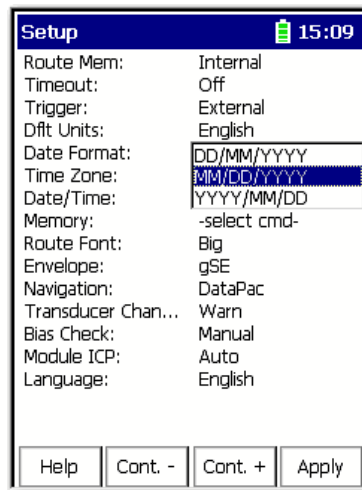 Setup 15:09
Route Mem: Internal
Timeout: Off
Trigger: External
Dflt Units: English
Date Format: DD/MM/YYYY
Time Zone: MM/DD/YYYY
Date/Time: YYYY/MM/DD
Memory: -select cmd-
Route Font: Big
Envelope: gSE
Navigation: DataPac
Transducer Chan... Warn
Bias Check: Manual
Module ICP: Auto
Language: English
Help Cont. - Cont. + Apply